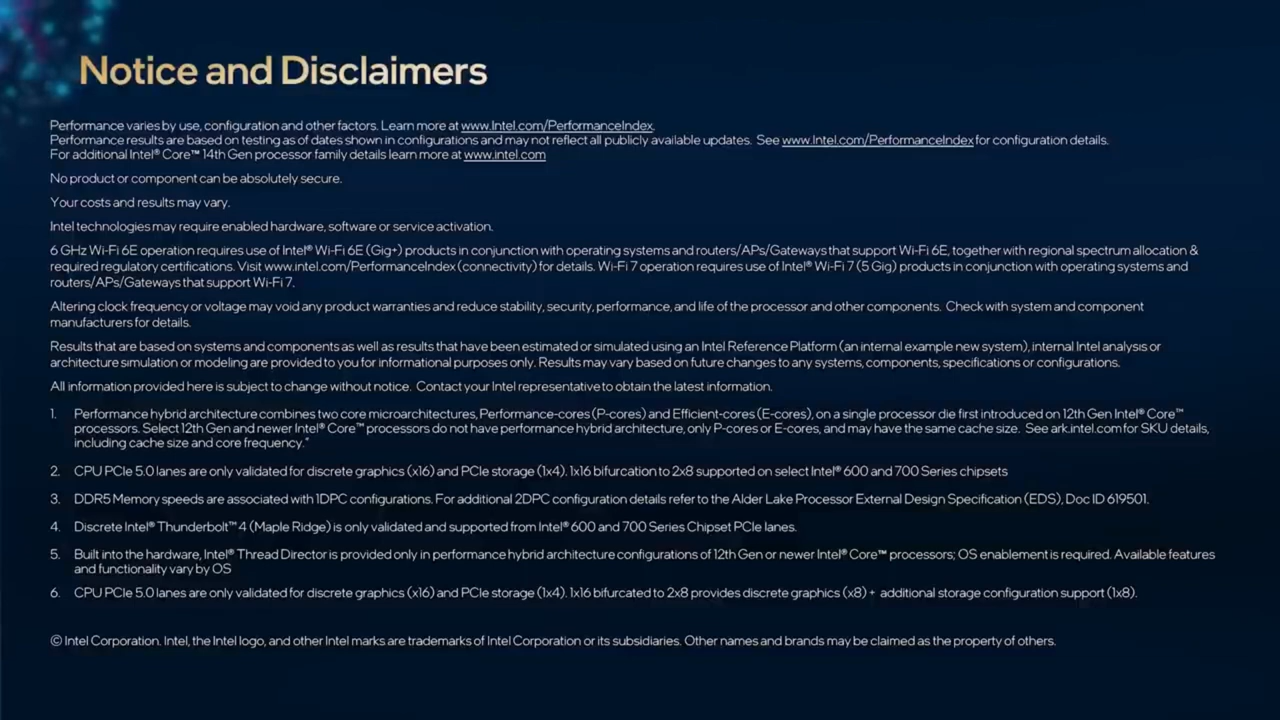 Notice and Disclaimers
Performance varies by use, configuration and other factors. Learn more at www.Intel.com/PerformanceIndex.
Performance results are based on testing as of dates shown in configurations and may not reflect all publicly available updates. See www.Intel.com/PerformanceIndex for configuration details.
For additional Intel® Core™ 14th Gen processor family details learn more at www.intel.com
No product or component can be absolutely secure.
Your costs and results may vary.
Intel technologies may require enabled hardware, software or service activation.
6 GHz Wi-Fi 6E operation requires use of Intel® Wi-Fi 6E (Gig+) products in conjunction with operating systems and routers/APs/Gateways that support Wi-Fi 6E, together with regional spectrum allocation &
required regulatory certifications. Visit www.intel.com/PerformanceIndex (connectivity) for details. Wi-Fi 7 operation requires use of Intel® Wi-Fi 7 (5 Gig) products in conjunction with operating systems and
routers/APs/Gateways that support Wi-Fi 7.
Altering clock frequency or voltage may void any product warranties and reduce stability, security, performance, and life of the processor and other components. Check with system and component
manufacturers for details.
Results that are based on systems and components as well as results that have been estimated or simulated using an Intel Reference Platform (an internal example new system), internal Intel analysis or
architecture simulation or modeling are provided to you for informational purposes only. Results may vary based on future changes to any systems, components, specifications or configurations.
All information provided here is subject to change without notice. Contact your Intel representative to obtain the latest information.
1. Performance hybrid architecture combines two core microarchitectures, Performance-cores (P-cores) and Efficient-cores (E-cores), on a single processor die first introduced on 12th Gen Intel® Core™
processors. Select 12th Gen and newer Intel® Core™ processors do not have performance hybrid architecture, only P-cores or E-cores, and may have the same cache size. See ark.intel.com for SKU details,
including cache size and core frequency."
2. CPU PCIe 5.0 lanes are only validated for discrete graphics (x16) and PCIe storage (1x4). 1x16 bifurcation to 2x8 supported on select Intel® 600 and 700 Series chipsets
3. DDR5 Memory speeds are associated with 1DPC configurations. For additional 2DPC configuration details refer to the Alder Lake Processor External Design Specification (EDS), Doc ID 619501.
4. Discrete Intel® Thunderbolt™ 4 (Maple Ridge) is only validated and supported from Intel® 600 and 700 Series Chipset PCIe lanes.
5. Built into the hardware, Intel® Thread Director is provided only in performance hybrid architecture configurations of 12th Gen or newer Intel® Core™ processors; OS enablement is required. Available features
and functionality vary by OS
6. CPU PCIe 5.0 lanes are only validated for discrete graphics (x16) and PCIe storage (1x4). 1x16 bifurcated to 2x8 provides discrete graphics (x8) + additional storage configuration support (1x8).
© Intel Corporation. Intel, the Intel logo, and other Intel marks are trademarks of Intel Corporation or its subsidiaries. Other names and brands may be claimed as the property of others.